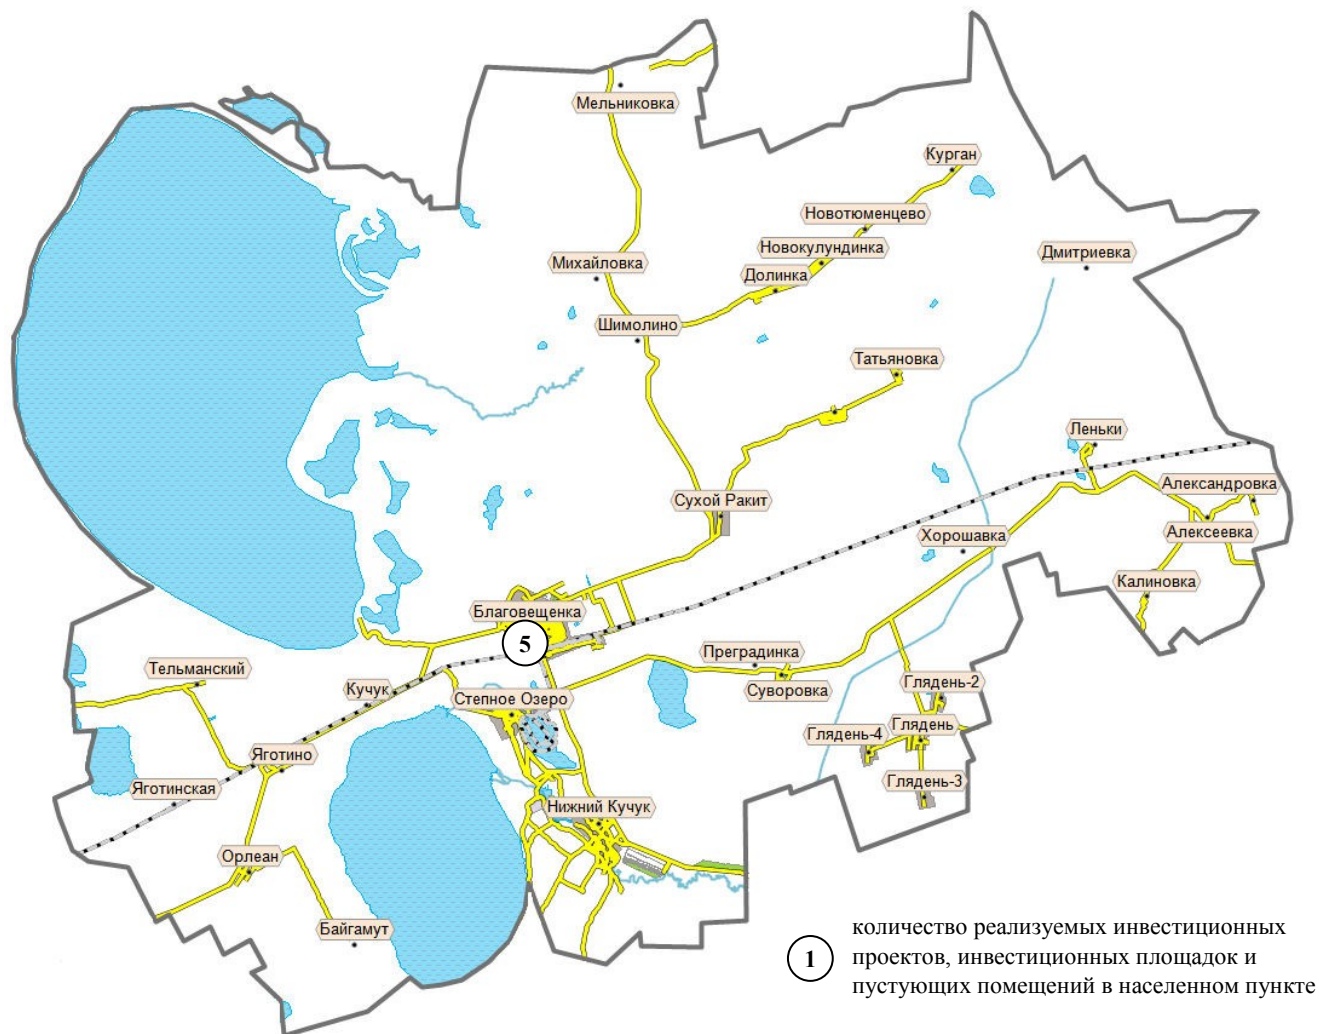 Мельниковка
Курган
Новотюменцево
Новокулундинка
Дмитриевка
Михайловка
Долинка
Шимолино
Татьяновка
Леньки
Александровка
Сухой Ракит
Хорошавка
Алексеевка
Калиновка
Благовещенка
5
Преградинка
Тельманский
Кучук
Степное Озеро
Суворовка
Глядень-2
Глядень
Глядень-4
Яготино
Глядень-3
Яготинская
Нижний Кучук
Орлеан
Байгамут
1
количество реализуемых инвестиционных
проектов, инвестиционных площадок и
пустующих помещений в населенном пункте